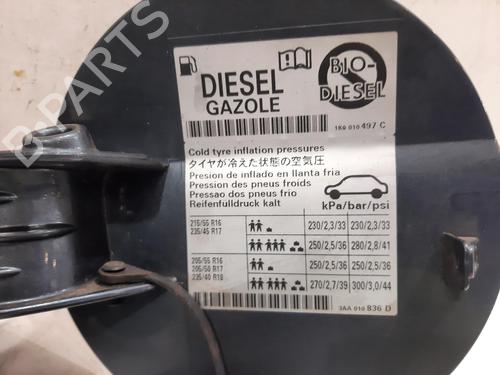 B-PARTS
DIESEL
GAZOLE
BIO-
DIESEL
1K0 010 497 C
Cold tyre inflation pressures
タイヤが冷えた状態の空気圧
Presion de inflado en llanta fria
Pression des pneus froids
Pressao dos pneus frio
Reifenfülldruck kalt
kPa/bar/psi
215/55 R16
235/45 R17
230/2,3/33 230/2,3/33
250/2,5/36 280/2,8/41
205/55 R16
205/50 R17
235/40 R18
250/2,5/36 250/2,5/36
270/2,7/39 300/3,0/44
3AA 010 836 D